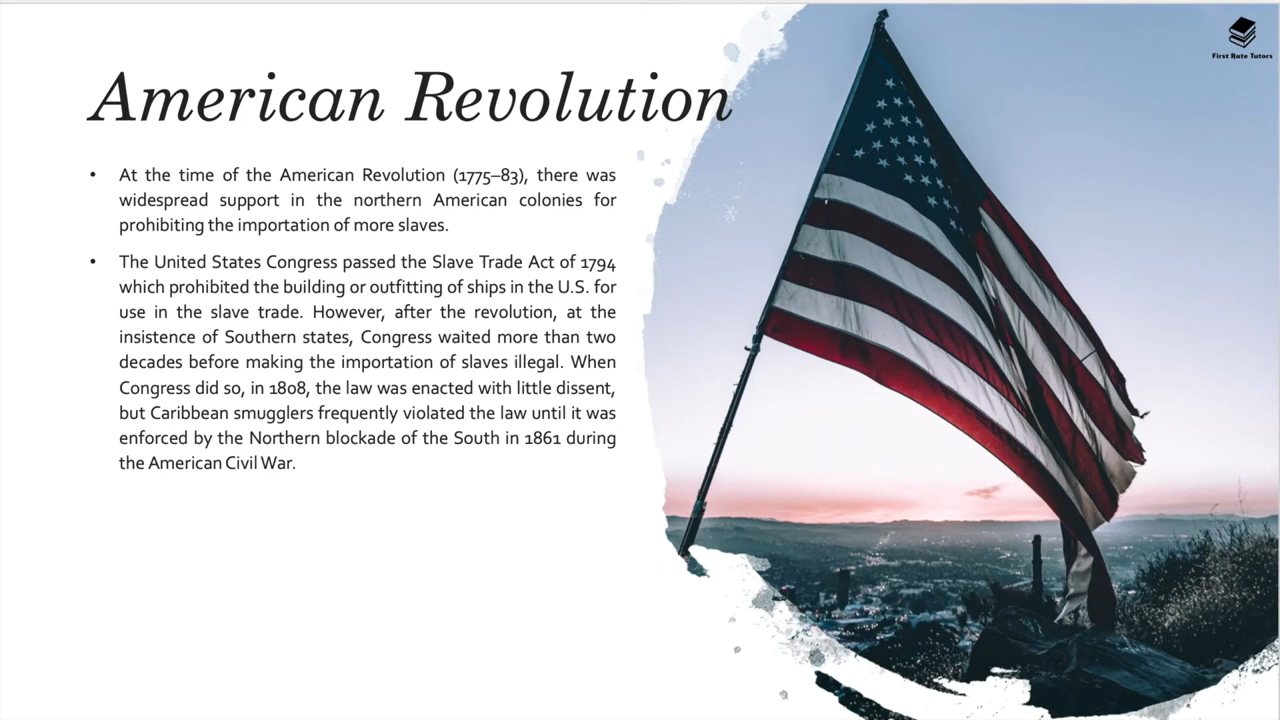 First Rate Tutors
American Revolution
• At the time of the American Revolution (1775–83), there was
widespread support in the northern American colonies for
prohibiting the importation of more slaves.
• The United States Congress passed the Slave Trade Act of 1794
which prohibited the building or outfitting of ships in the U.S. for
use in the slave trade. However, after the revolution, at the
insistence of Southern states, Congress waited more than two
decades before making the importation of slaves illegal. When
Congress did so, in 1808, the law was enacted with little dissent,
but Caribbean smugglers frequently violated the law until it was
enforced by the Northern blockade of the South in 1861 during
the American Civil War.